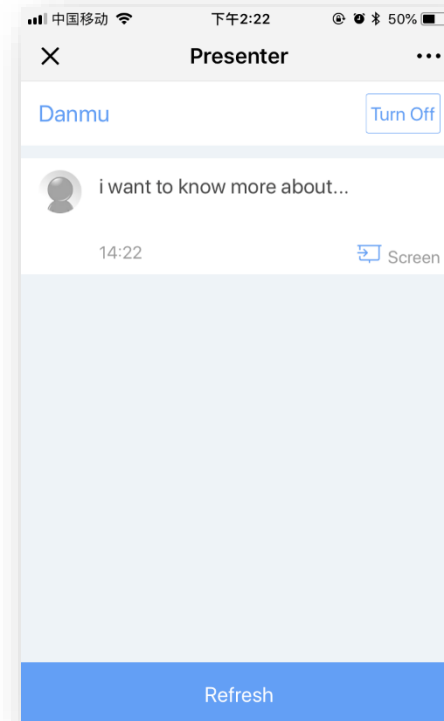 中国移动 下午2:22 50%
Presenter
Danmu Turn Off
i want to know more about...
14:22 Screen
Refresh